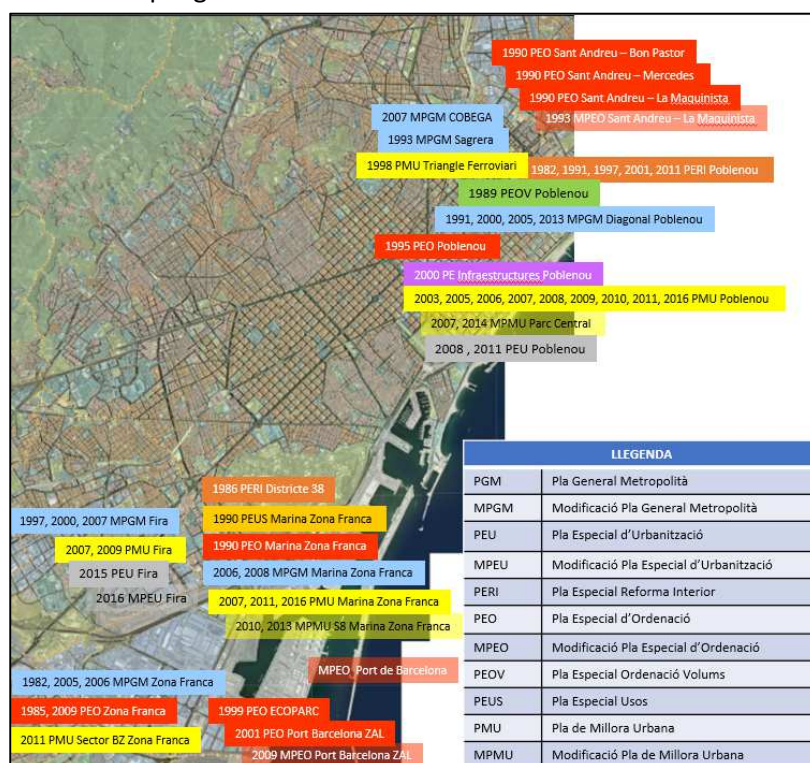 1990 PEO Sant Andreu – Bon Pastor
1990 PEO Sant Andreu – Mercedes
1990 PEO Sant Andreu – La Maquinista
1993 MPEO Sant Andreu – La Maquinista
2007 MPGM COBEGA
1993 MPGM Sagrera
1998 PMU Triangle Ferroviari
1982, 1991, 1997, 2001, 2011 PERI Poblenou
1989 PEOV Poblenou
1991, 2000, 2005, 2013 MPGM Diagonal Poblenou
1995 PEO Poblenou
2000 PE Infraestructures Poblenou
2003, 2005, 2006, 2007, 2008, 2009, 2010, 2011, 2016 PMU Poblenou
2007, 2014 MPMU Parc Central
2008 , 2011 PEU Poblenou
1986 PERI Districte 38
1990 PEUS Marina Zona Franca
1990 PEO Marina Zona Franca
2006, 2008 MPGM Marina Zona Franca
2007, 2011, 2016 PMU Marina Zona Franca
2010, 2013 MPMU S8 Marina Zona Franca
1997, 2000, 2007 MPGM Fira
2007, 2009 PMU Fira
2015 PEU Fira
2016 MPEU Fira
MPEO Port de Barcelona
1982, 2005, 2006 MPGM Zona Franca
1985, 2009 PEO Zona Franca
2011 PMU Sector BZ Zona Franca
1999 PEO ECOPARC
2001 PEO Port Barcelona ZAL
2009 MPEO Port Barcelona ZAL
LLEGENDA
PGM Pla General Metropolità
MPGM Modificació Pla General Metropolità
PEU Pla Especial d'Urbanització
MPEU Modificació Pla Especial d'Urbanització
PERI Pla Especial Reforma Interior
PEO Pla Especial d'Ordenació
MPEO Modificació Pla Especial d'Ordenació
PEOV Pla Especial Ordenació Volums
PEUS Pla Especial Usos
PMU Pla de Millora Urbana
MPMU Modificació Pla de Millora Urbana